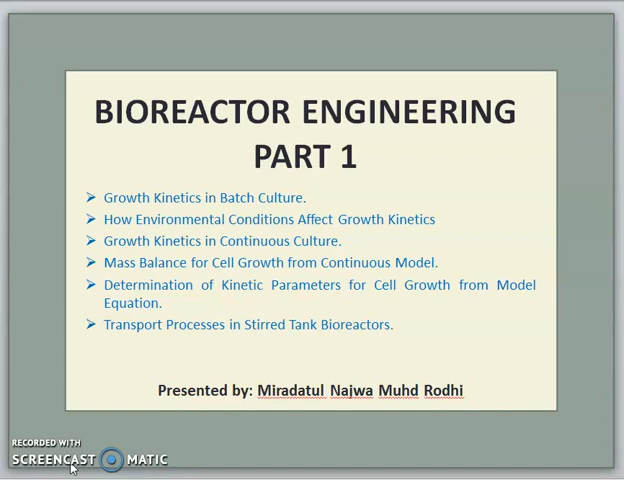 BIOREACTOR ENGINEERING
PART 1
➢ Growth Kinetics in Batch Culture.
➢ How Environmental Conditions Affect Growth Kinetics
➢ Growth Kinetics in Continuous Culture.
➢ Mass Balance for Cell Growth from Continuous Model.
➢ Determination of Kinetic Parameters for Cell Growth from Model
Equation.
➢ Transport Processes in Stirred Tank Bioreactors.
Presented by: Miradatul Najwa Muhd Rodhi
RECORDED WITH
SCREENCAST MATIC